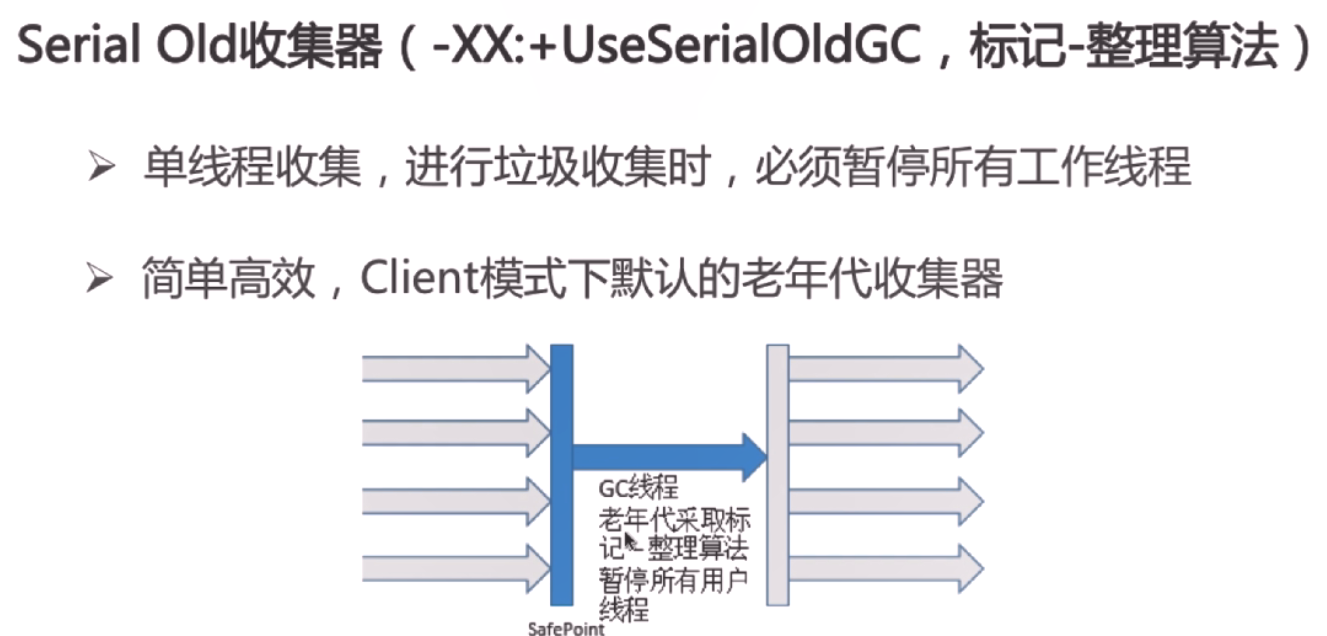 Serial Old收集器（-XX:+UseSerialOldGC，标记-整理算法）
单线程收集，进行垃圾收集时，必须暂停所有工作线程
简单高效，Client模式下默认的老年代收集器
GC线程
老年代采取标
记-整理算法
暂停所有用户
线程
SafePoint